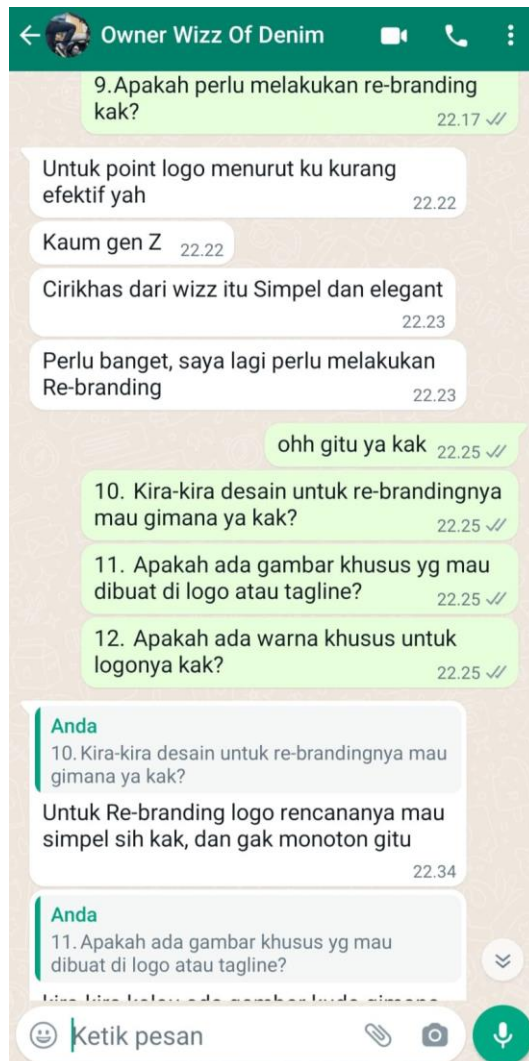 Owner Wizz Of Denim
9.Apakah perlu melakukan re-branding
kak?
22.17
Untuk point logo menurut ku kurang
efektif yah
22.22
Kaum gen Z 22.22
Cirikhas dari wizz itu Simpel dan elegant
22.23
Perlu banget, saya lagi perlu melakukan
Re-branding
22.23
ohh gitu ya kak 22.25
10. Kira-kira desain untuk re-brandingnya
mau gimana ya kak?
22.25
11. Apakah ada gambar khusus yg mau
dibuat di logo atau tagline?
22.25
12. Apakah ada warna khusus untuk
logonya kak?
22.25
Anda
10. Kira-kira desain untuk re-brandingnya mau
gimana ya kak?
Untuk Re-branding logo rencananya mau
simpel sih kak, dan gak monoton gitu
22.34
Anda
11. Apakah ada gambar khusus yg mau
dibuat di logo atau tagline?
Ketik pesan